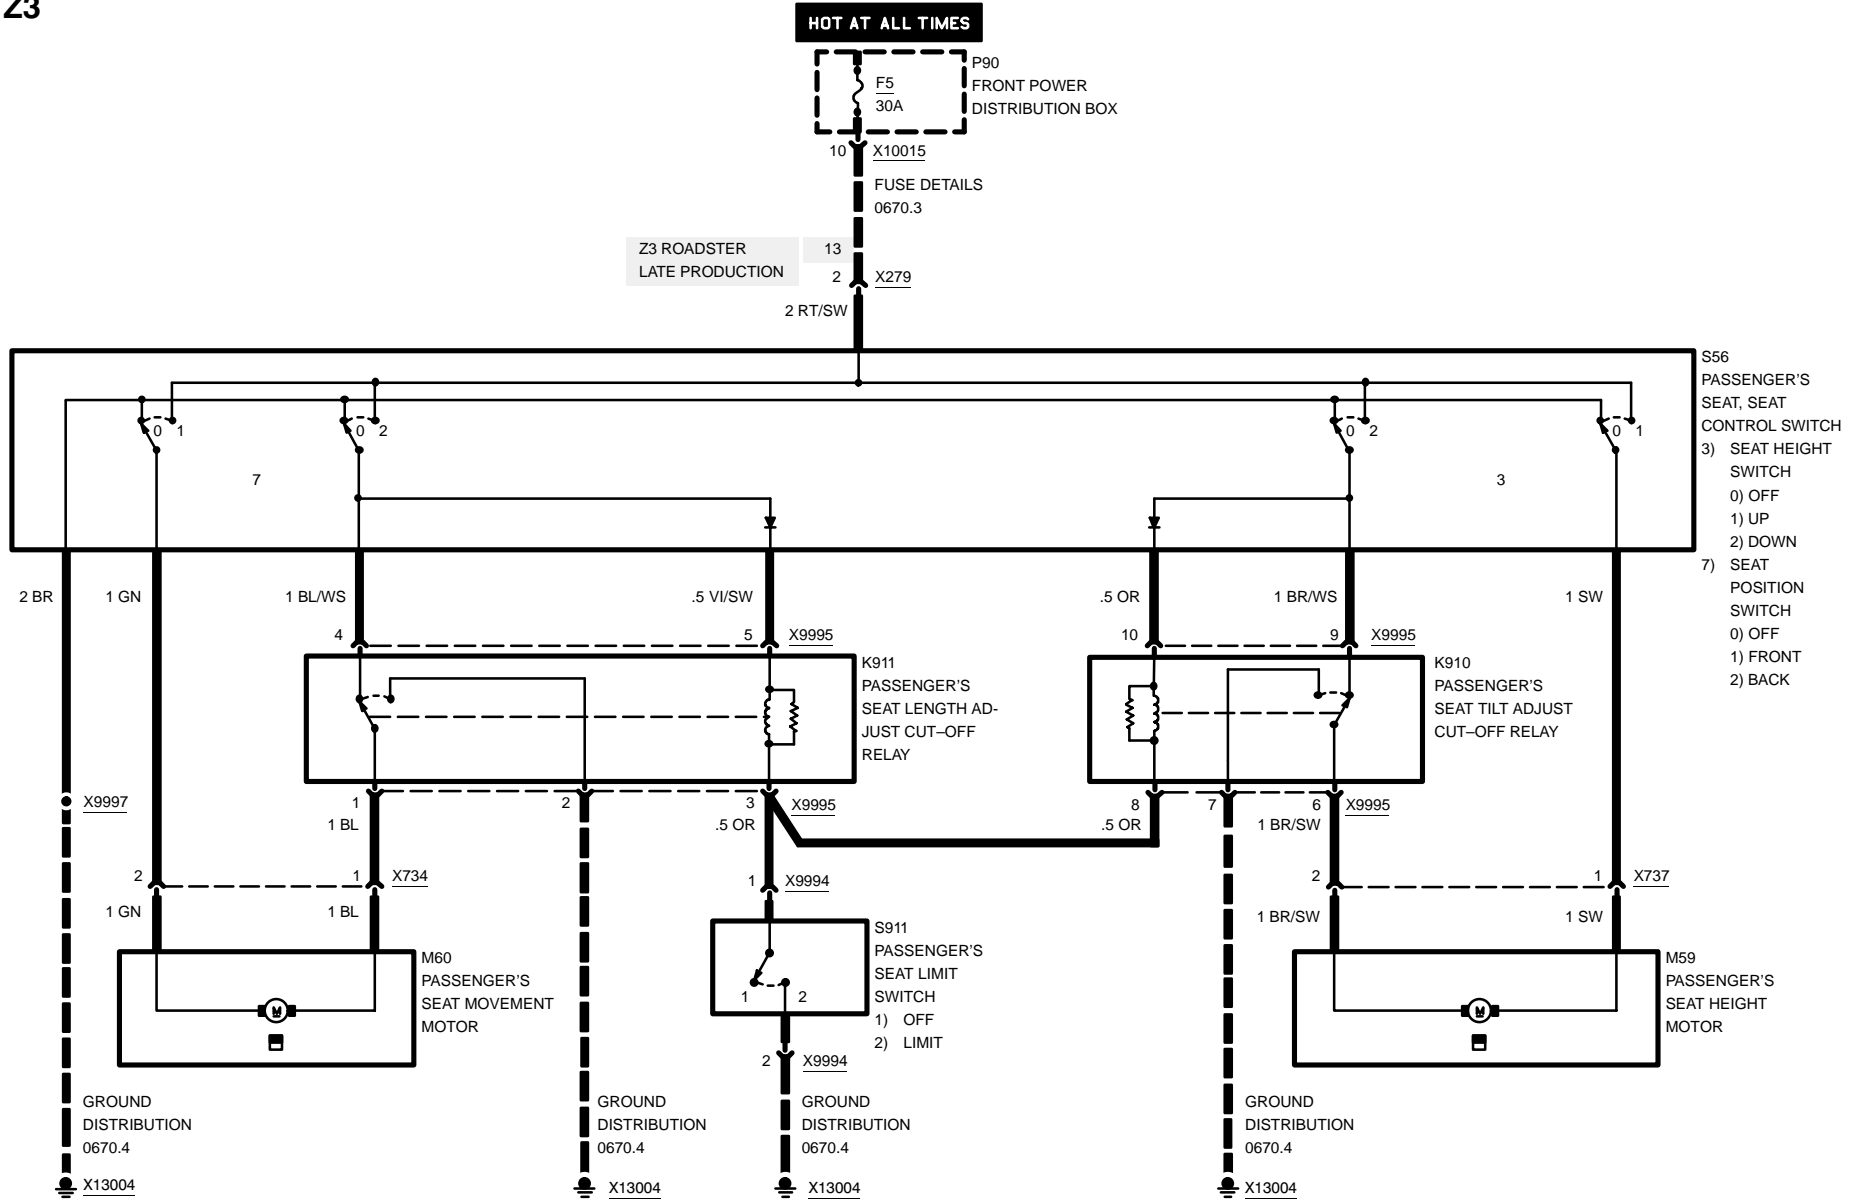 Z3
HOT AT ALL TIMES
P90
FRONT POWER
DISTRIBUTION BOX
F5
30A
10
X10015
FUSE DETAILS
0670.3
Z3 ROADSTER
LATE PRODUCTION
13
2
X279
2 RT/SW
S56
PASSENGER’S
SEAT, SEAT
CONTROL SWITCH
3) SEAT HEIGHT
SWITCH
0) OFF
1) UP
2) DOWN
7) SEAT
POSITION
SWITCH
0) OFF
1) FRONT
2) BACK
0 1
0 2
0 2
0 1
7
3
2 BR
1 GN
1 BL/WS
.5 VI/SW
.5 OR
1 BR/WS
1 SW
4
5
X9995
10
9
X9995
K911
PASSENGER’S
SEAT LENGTH AD-
JUST CUT–OFF
RELAY
K910
PASSENGER’S
SEAT TILT ADJUST
CUT–OFF RELAY
X9997
1
2
3
X9995
8
7
6
X9995
1 BL
.5 OR
.5 OR
1 BR/SW
2
1
X734
1
X9994
2
1
X737
1 GN
1 BL
1 BR/SW
1 SW
M60
PASSENGER’S
SEAT MOVEMENT
MOTOR
M
S911
PASSENGER’S
SEAT LIMIT
SWITCH
1) OFF
2) LIMIT
1
2
M59
PASSENGER’S
SEAT HEIGHT
MOTOR
M
2
X9994
GROUND
DISTRIBUTION
0670.4
GROUND
DISTRIBUTION
0670.4
GROUND
DISTRIBUTION
0670.4
GROUND
DISTRIBUTION
0670.4
X13004
X13004
X13004
X13004